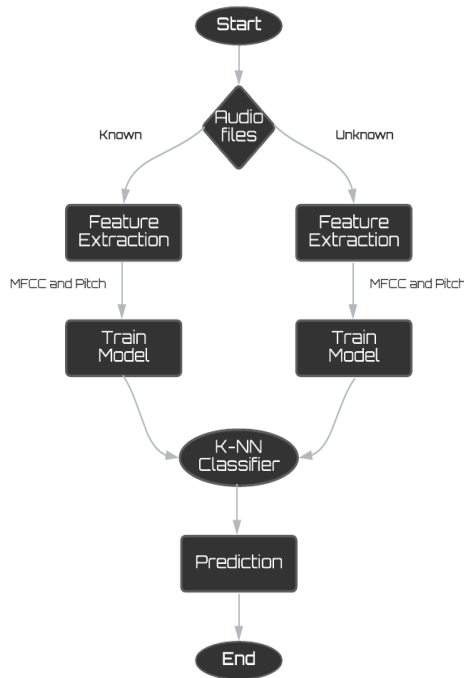 Start
Audio
files
Known
Unknown
Feature
Extraction
Feature
Extraction
MFCC and Pitch
MFCC and Pitch
Train
Model
Train
Model
K-NN
Classifier
Prediction
End